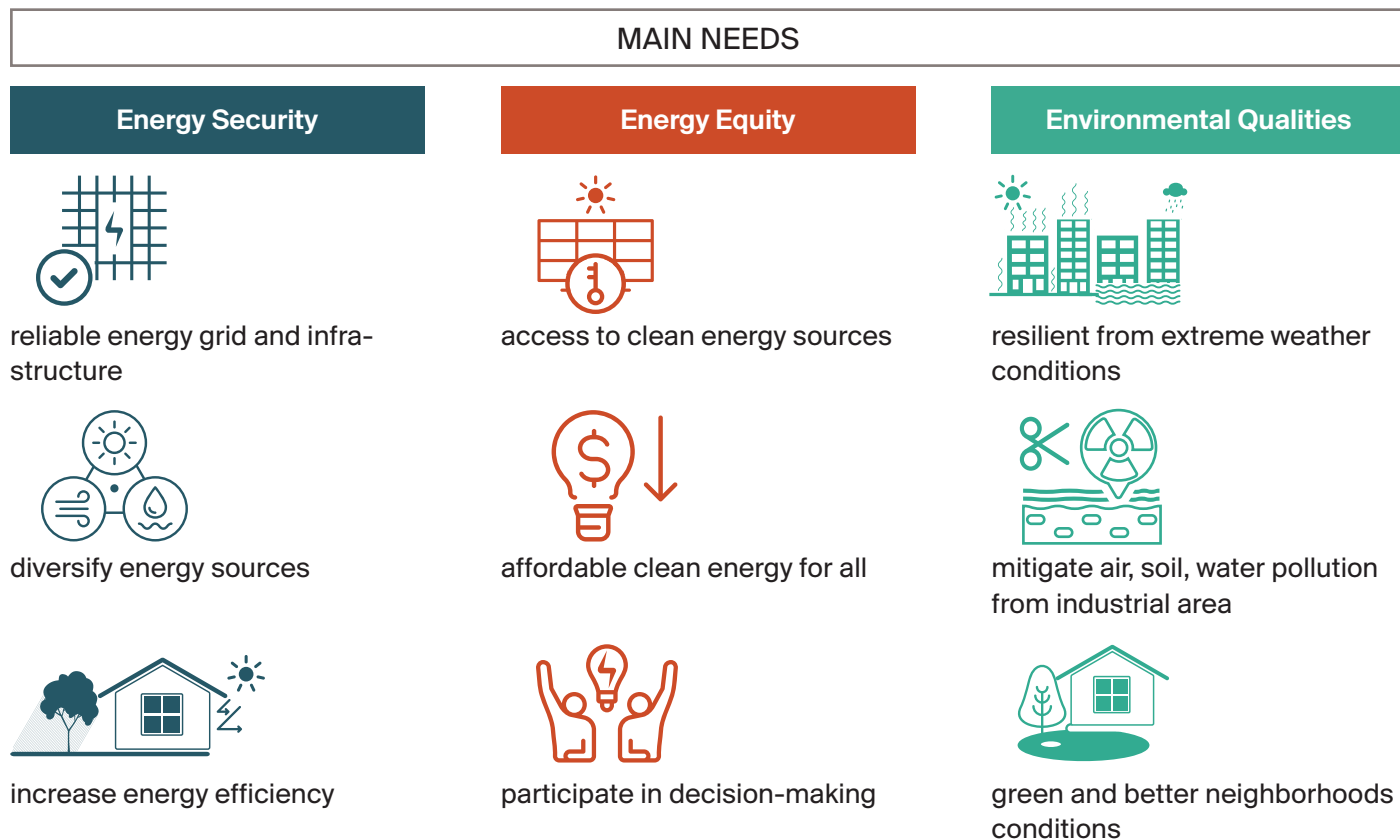 MAIN NEEDS
Energy Security
reliable energy grid and infra-
structure
diversify energy sources
increase energy efficiency
Energy Equity
access to clean energy sources
$
affordable clean energy for all
participate in decision-making
Environmental Qualities
resilient from extreme weather
conditions
mitigate air, soil, water pollution
from industrial area
green and better neighborhoods
conditions